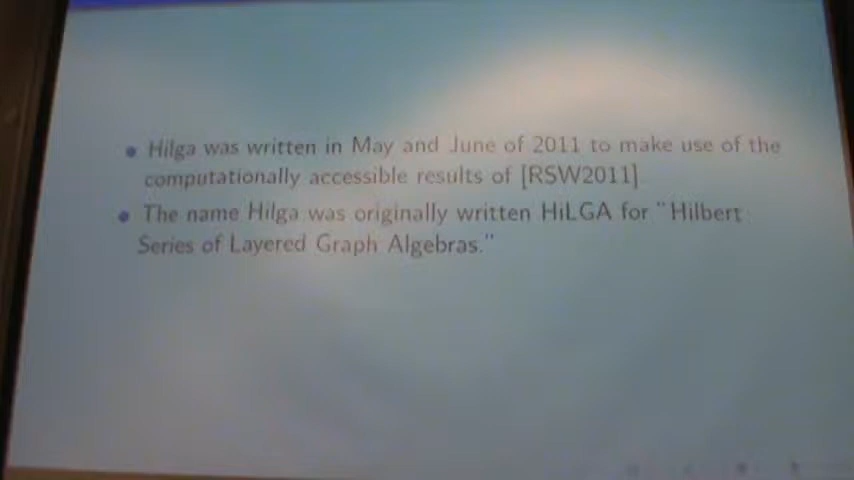 Hilga was written in May and June of 2011 to make use of the
computationally accessible results of [RSW2011]
The name Hilga was originally written HiLGA for "Hilbert
Series of Layered Graph Algebras."